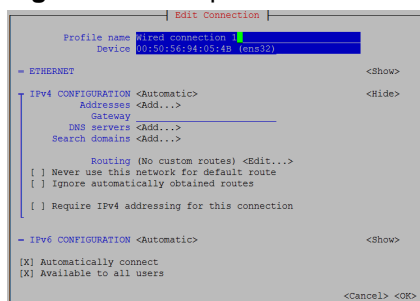 Edit Connection
Profile name Wired connection 1
Device 00:50:56:94:05:4B (ens32)
= ETHERNET <Show>
IPv4 CONFIGURATION <Automatic> <Hide>
Addresses <Add...>
Gateway
DNS servers <Add...>
Search domains <Add...>
Routing (No custom routes) <Edit...>
[ ] Never use this network for default route
[ ] Ignore automatically obtained routes
[ ] Require IPv4 addressing for this connection
= IPv6 CONFIGURATION <Automatic> <Show>
[X] Automatically connect
[X] Available to all users
<Cancel> <OK>